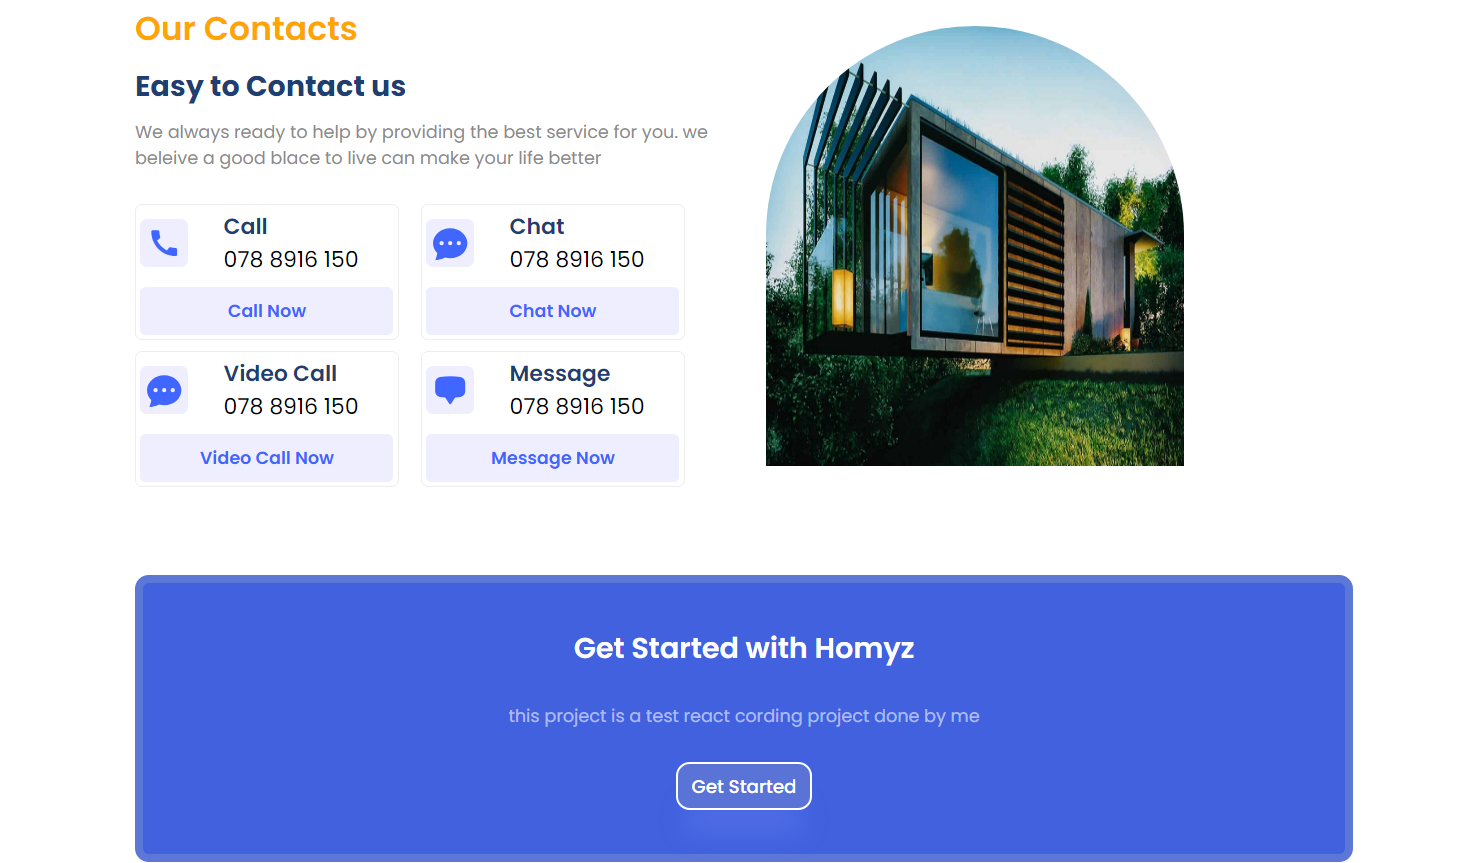 Our Contacts
Easy to Contact us
We always ready to help by providing the best service for you. we
beleive a good blace to live can make your life better
Call
078 8916 150
Call Now
Chat
078 8916 150
Chat Now
Video Call
078 8916 150
Video Call Now
Message
078 8916 150
Message Now
Get Started with Homyz
this project is a test react cording project done by me
Get Started